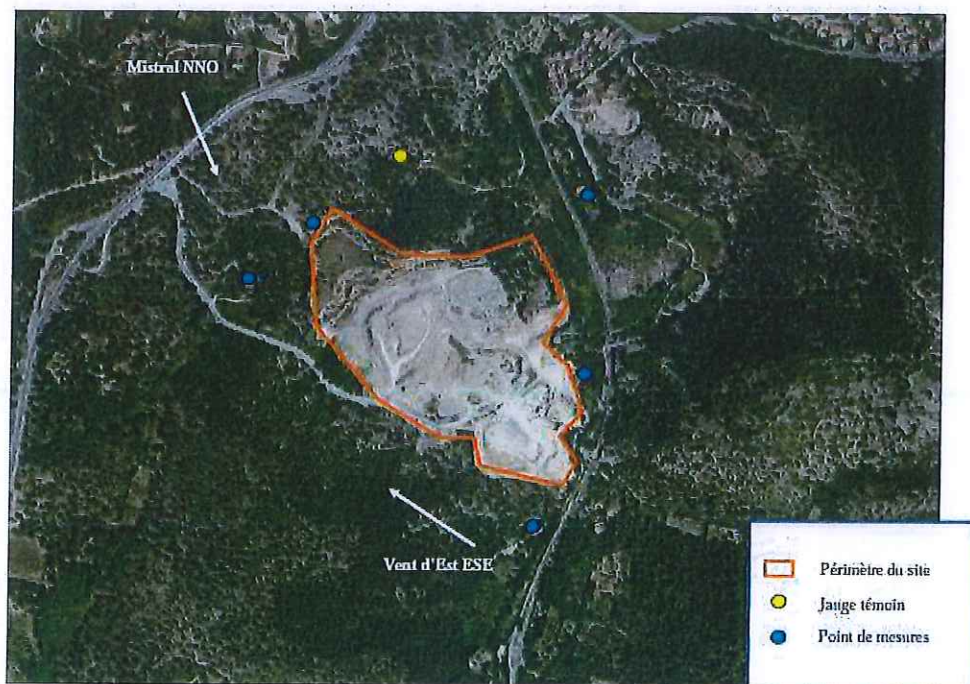 Mistral NNO
Vent d'Est ESE
Périmètre du site
Jauge témoin
Point de mesures